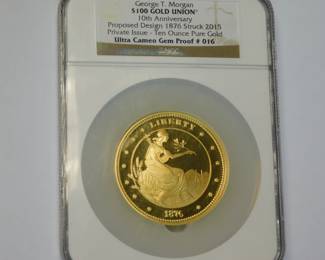 George T. Morgan
$100 GOLD UNION®
10th Anniversary
Proposed Design 1876 Struck 2015
Private Issue - Ten Ounce Pure Gold
Ultra Cameo Gem Proof # 016
LIBERTY
1876